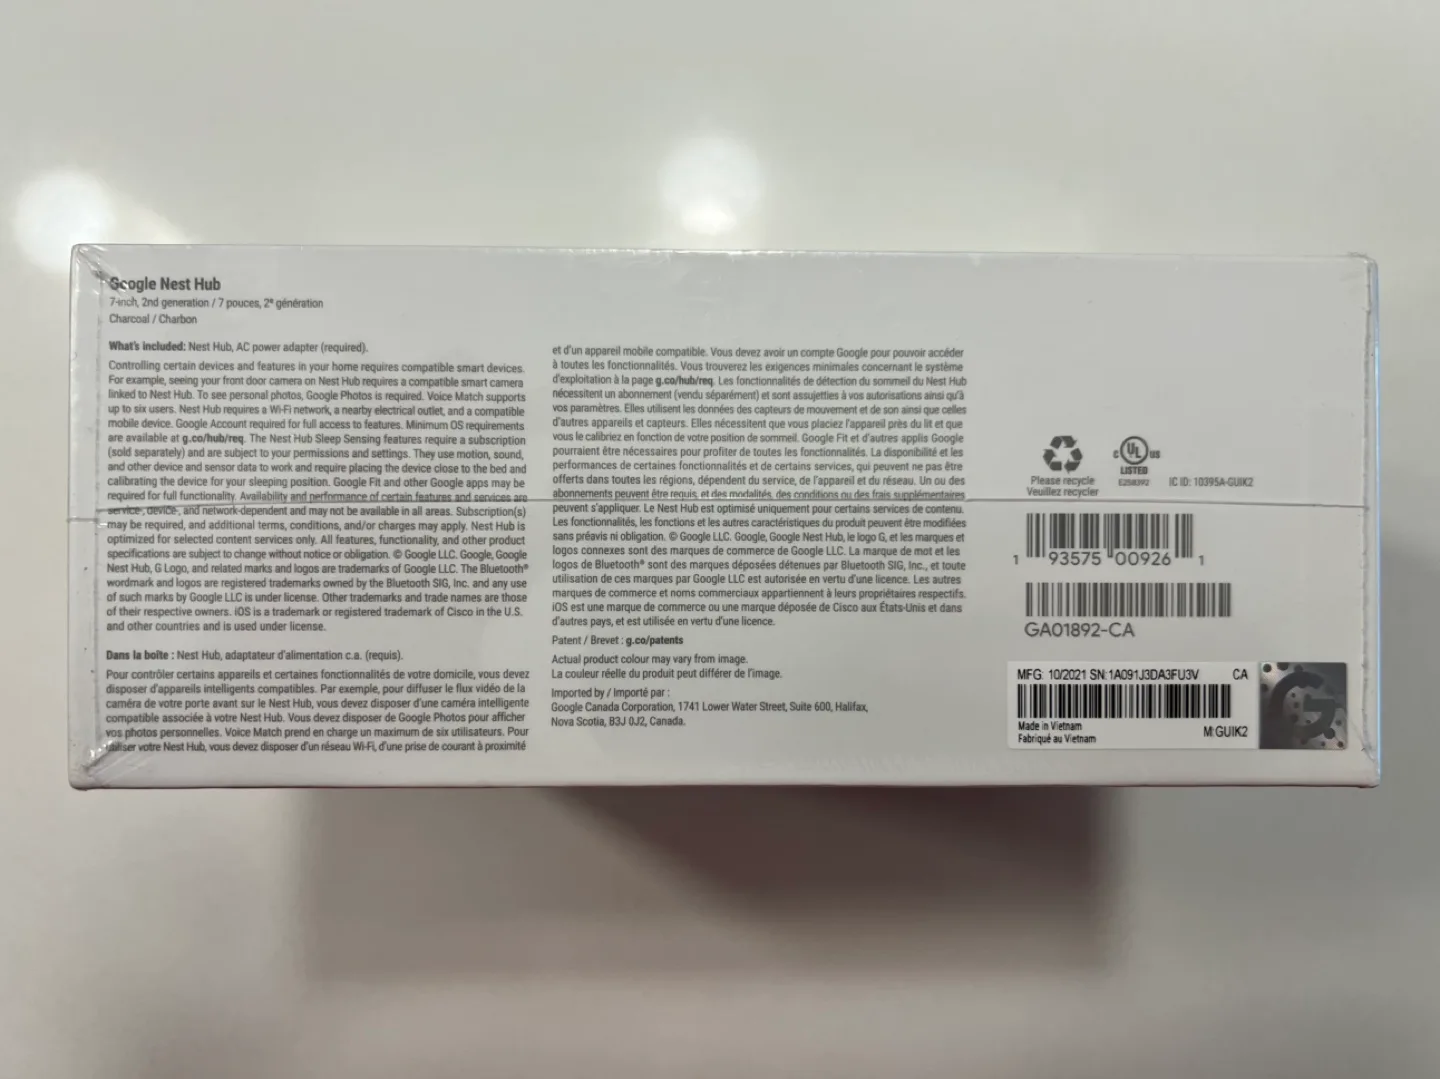 Google Nest Hub
7-inch, 2nd generation / 7 pouces, 2ᵉ génération
Charcoal / Charbon
What's included: Nest Hub, AC power adapter (required).
Controlling certain devices and features in your home requires compatible smart devices.
For example, seeing your front door camera on Nest Hub requires a compatible smart camera
linked to Nest Hub. To see personal photos, Google Photos is required. Voice Match supports
up to six users. Nest Hub requires a Wi-Fi network, a nearby electrical outlet, and a compatible
mobile device. Google Account required for full access to features. Minimum OS requirements
are available at g.co/hub/req. The Nest Hub Sleep Sensing features require a subscription
(sold separately) and are subject to your permissions and settings. They use motion, sound,
and other device and sensor data to work and require placing the device close to the bed and
calibrating the device for your sleeping position. Google Fit and other Google apps may be
required for full functionality. Availability and performance of certain features and services are
service-, device-, and network-dependent and may not be available in all areas. Subscription(s)
may be required, and additional terms, conditions, and/or charges may apply. Nest Hub is
optimized for selected content services only. All features, functionality, and other product
specifications are subject to change without notice or obligation. © Google LLC. Google, Google
Nest Hub, G Logo, and related marks and logos are trademarks of Google LLC. The Bluetooth®
wordmark and logos are registered trademarks owned by the Bluetooth SIG, Inc. and any use
of such marks by Google LLC is under license. Other trademarks and trade names are those
of their respective owners. iOS is a trademark or registered trademark of Cisco in the U.S.
and other countries and is used under license.
Dans la boîte : Nest Hub, adaptateur d'alimentation c.a. (requis).
Pour contrôler certains appareils et certaines fonctionnalités de votre domicile, vous devez
disposer d'appareils intelligents compatibles. Par exemple, pour diffuser le flux vidéo de la
caméra de votre porte avant sur le Nest Hub, vous devez disposer d'une caméra intelligente
compatible associée à votre Nest Hub. Vous devez disposer de Google Photos pour afficher
vos photos personnelles. Voice Match prend en charge un maximum de six utilisateurs. Pour
utiliser votre Nest Hub, vous devez disposer d'un réseau Wi-Fi, d'une prise de courant à proximité
et d'un appareil mobile compatible. Vous devez avoir un compte Google pour pouvoir accéder
à toutes les fonctionnalités. Vous trouverez les exigences minimales concernant le système
d'exploitation à la page g.co/hub/req. Les fonctionnalités de détection du sommeil du Nest Hub
nécessitent un abonnement (vendu séparément) et sont assujetties à vos autorisations ainsi qu'à
vos paramètres. Elles utilisent les données des capteurs de mouvement et de son ainsi que celles
d'autres appareils et capteurs. Elles nécessitent que vous placiez l'appareil près du lit et que
vous le calibriez en fonction de votre position de sommeil. Google Fit et d'autres applis Google
pourraient être nécessaires pour profiter de toutes les fonctionnalités. La disponibilité et les
performances de certaines fonctionnalités et de certains services, qui peuvent ne pas être
offerts dans toutes les régions, dépendent du service, de l'appareil et du réseau. Un ou des
abonnements peuvent être requis, et des modalités, des conditions ou des frais supplémentaires
peuvent s'appliquer. Le Nest Hub est optimisé uniquement pour certains services de contenu.
Les fonctionnalités, les fonctions et les autres caractéristiques du produit peuvent être modifiées
sans préavis ni obligation. © Google LLC. Google, Google Nest Hub, le logo G, et les marques et
logos connexes sont des marques de commerce de Google LLC. La marque de mot et les
logos de Bluetooth® sont des marques déposées détenues par Bluetooth SIG, Inc., et toute
utilisation de ces marques par Google LLC est autorisée en vertu d'une licence. Les autres
marques de commerce et noms commerciaux appartiennent à leurs propriétaires respectifs.
iOS est une marque de commerce ou une marque déposée de Cisco aux États-Unis et dans
d'autres pays, et est utilisée en vertu d'une licence.
Patent / Brevet : g.co/patents
Actual product colour may vary from image.
La couleur réelle du produit peut différer de l'image.
Imported by / Importé par :
Google Canada Corporation, 1741 Lower Water Street, Suite 600, Halifax,
Nova Scotia, B3J 0J2, Canada.
Please recycle
Veuillez recycler
C UL US
LISTED
E258392
IC ID: 10395A-GUIK2
1 93575 00926 1
GA01892-CA
MFG: 10/2021 SN:1A091J3DA3FU3V CA
Made in Vietnam
Fabriqué au Vietnam
M:GUIK2
G